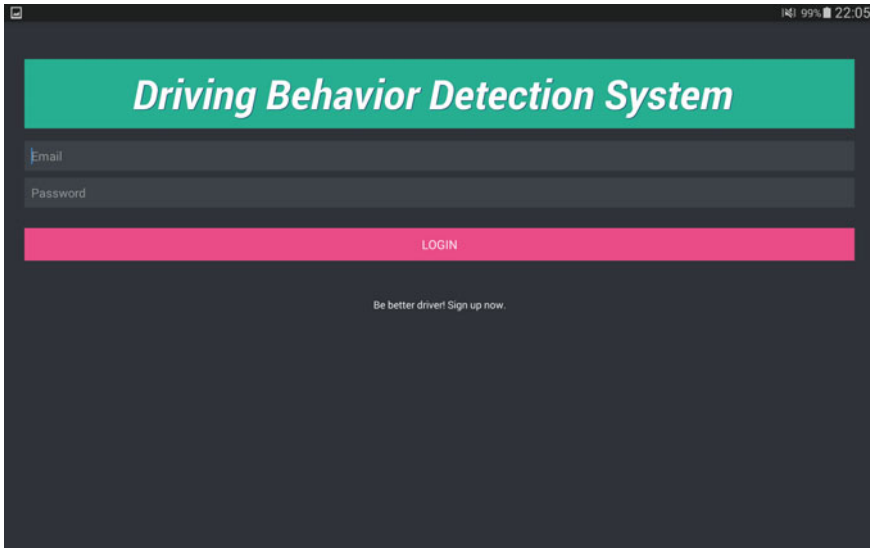 99% 22:05
Driving Behavior Detection System
Email
Password
LOGIN
Be better driver! Sign up now.